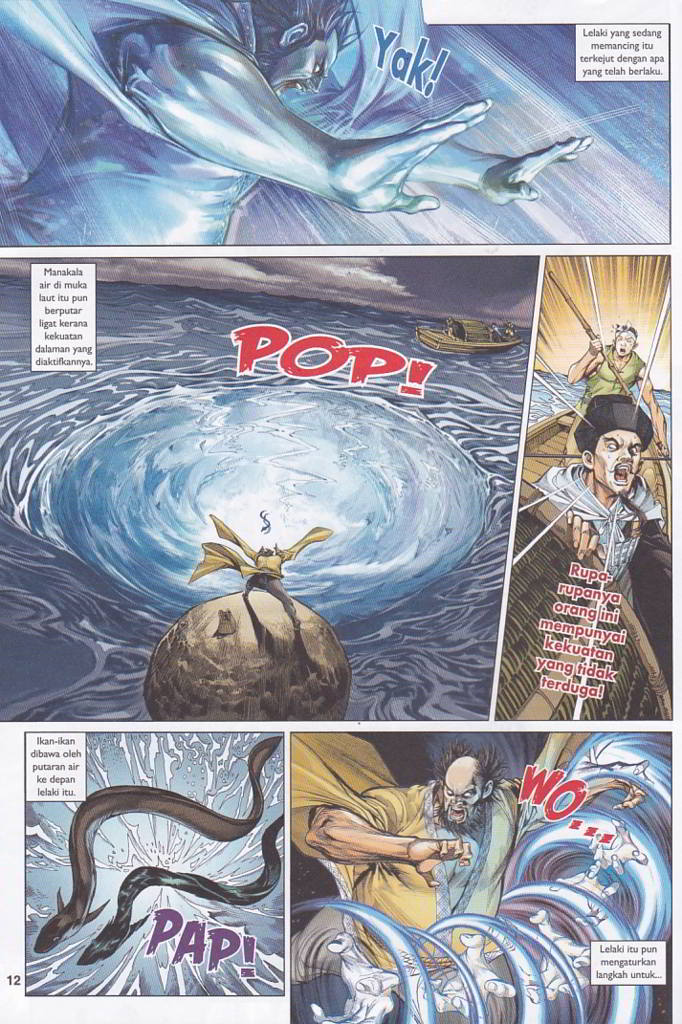 Lelaki yang sedang
memancing itu
terkejut dengan apa
yang telah berlaku.
Yak!
Manakala
air di muka
laut itu pun
berputar
ligat kerana
kekuatan
dalaman yang
diaktifkannya.
POP!
Rupa-
rupanya
orang ini
mempunyai
kekuatan
yang tidak
terduga!
Ikan-ikan
dibawa oleh
putaran air
ke depan
lelaki itu.
PAP!
WO...
Lelaki itu pun
mengaturkan
langkah untuk...
12